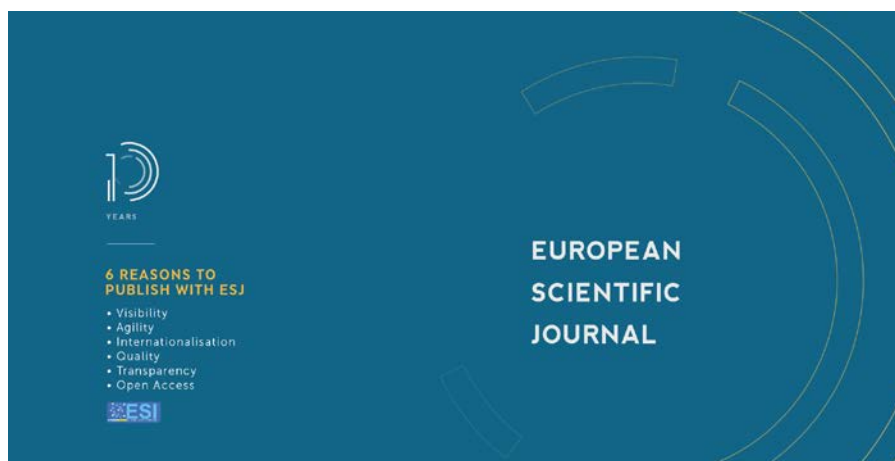 10
YEARS
6 REASONS TO
PUBLISH WITH ESJ
• Visibility
• Agility
• Internationalisation
• Quality
• Transparency
• Open Access
ESI
EUROPEAN
SCIENTIFIC
JOURNAL